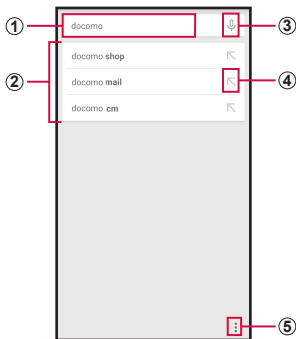 ① docomo ③
② docomo shop
docomo mail ④
docomo cm
⑤